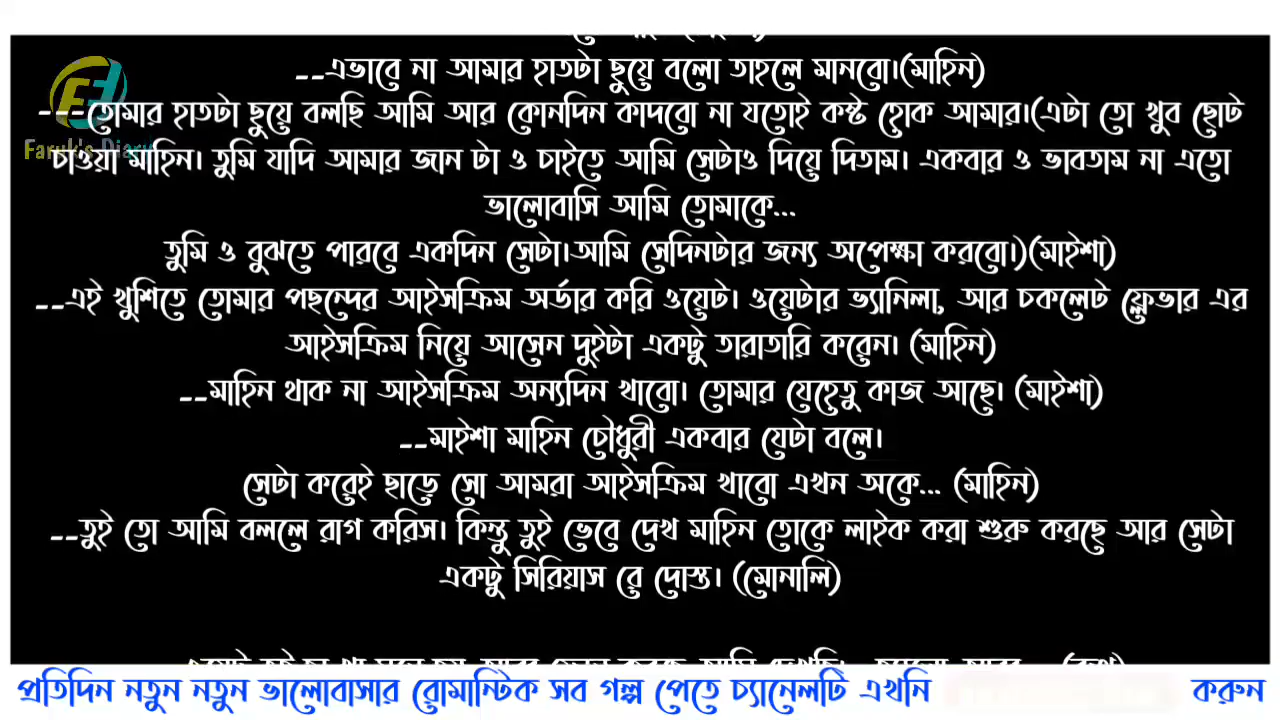 --এভাবে না আমার হাতটা ছুয়ে বলো তাহলে মানবো।(মাহিন)
---তোমার হাতটা ছুয়ে বলছি আমি আর কোনদিন কাদবো না যতোই কস্ট হোক আমার।(এটা তো খুব ছোট
Faruk's Diary
চাওয়া মাহিন। তুমি যাদি আমার জান টা ও চাইতে আমি সেটাও দিয়ে দিতাম। একবার ও ভাবতাম না এতো
ভালোবাসি আমি তোমাকে...
তুমি ও বুঝতে পারবে একদিন সেটা।আমি সেদিনটার জন্য অপেক্ষা করবো।)(মাইশা)
--এই খুশিতে তোমার পছন্দের আইসক্রিম অর্ডার করি ওয়েট। ওয়েটার ভ্যানিলা, আর চকলেট ফ্লেভার এর
আইসক্রিম নিয়ে আসেন দুইটা একটু তারাতারি করেন। (মাহিন)
--মাহিন থাক না আইসক্রিম অন্যদিন খাবো। তোমার যেহেতু কাজ আছে। (মাইশা)
--মাইশা মাহিন চৌধুরী একবার যেটা বলে।
সেটা করেই ছাড়ে সো আমরা আইসক্রিম খাবো এখন অকে... (মাহিন)
--তুই তো আমি বললে রাগ করিস। কিন্তু তুই ভেবে দেখ মাহিন তোকে লাইক করা শুরু করছে আর সেটা
একটু সিরিয়াস রে দোস্ত। (মোনালি)
প্রতিদিন নতুন নতুন ভালোবাসার রোমান্টিক সব গল্প পেতে চ্যানেলটি এখনি করুন